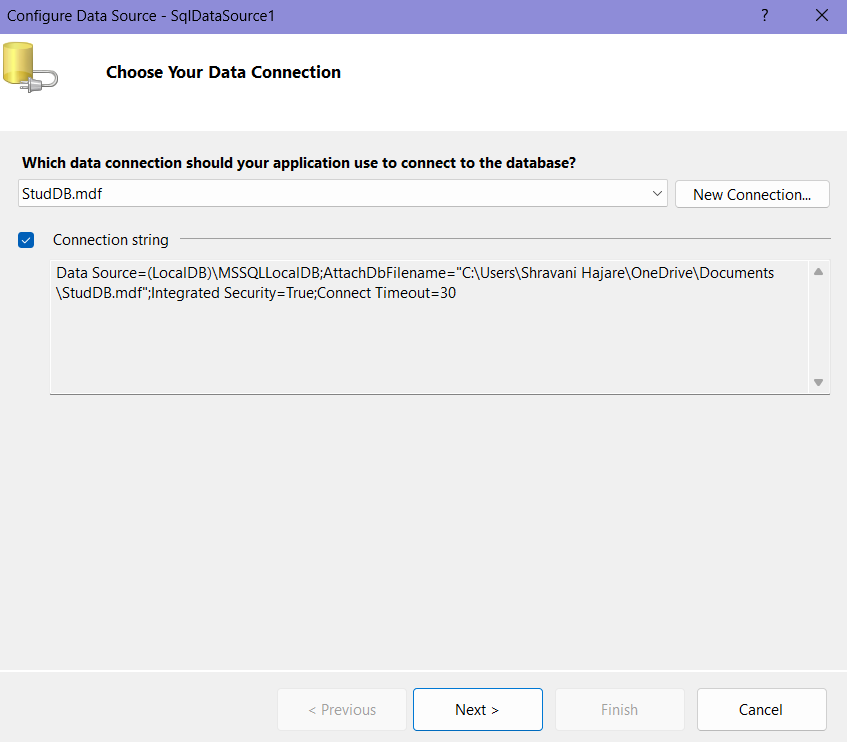 Configure Data Source - SqlDataSource1
?
Choose Your Data Connection
Which data connection should your application use to connect to the database?
StudDB.mdf
New Connection...
Connection string
Data Source=(LocalDB)\MSSQLLocalDB;AttachDbFilename="C:\Users\Shravani Hajare\OneDrive\Documents
\StudDB.mdf";Integrated Security=True;Connect Timeout=30
< Previous
Next >
Finish
Cancel